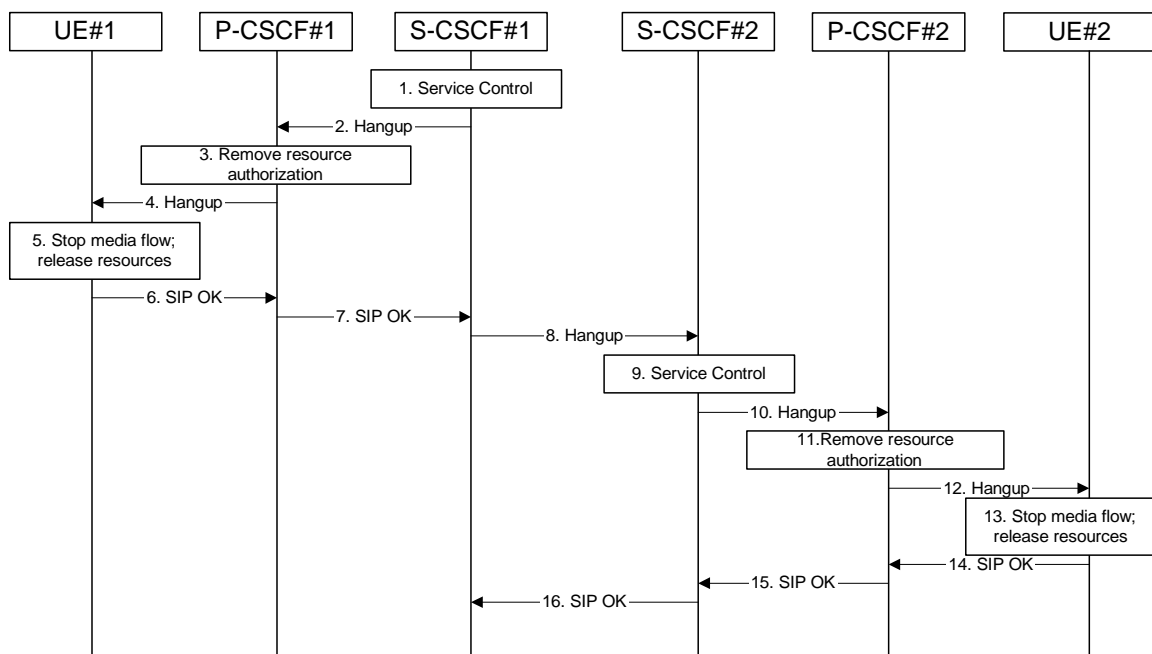 UE#1
P-CSCF#1
S-CSCF#1
S-CSCF#2
P-CSCF#2
UE#2
1. Service Control
2. Hangup
3. Remove resource
authorization
4. Hangup
5. Stop media flow;
release resources
6. SIP OK
7. SIP OK
8. Hangup
9. Service Control
10. Hangup
11.Remove resource
authorization
12. Hangup
13. Stop media flow;
release resources
14. SIP OK
15. SIP OK
16. SIP OK